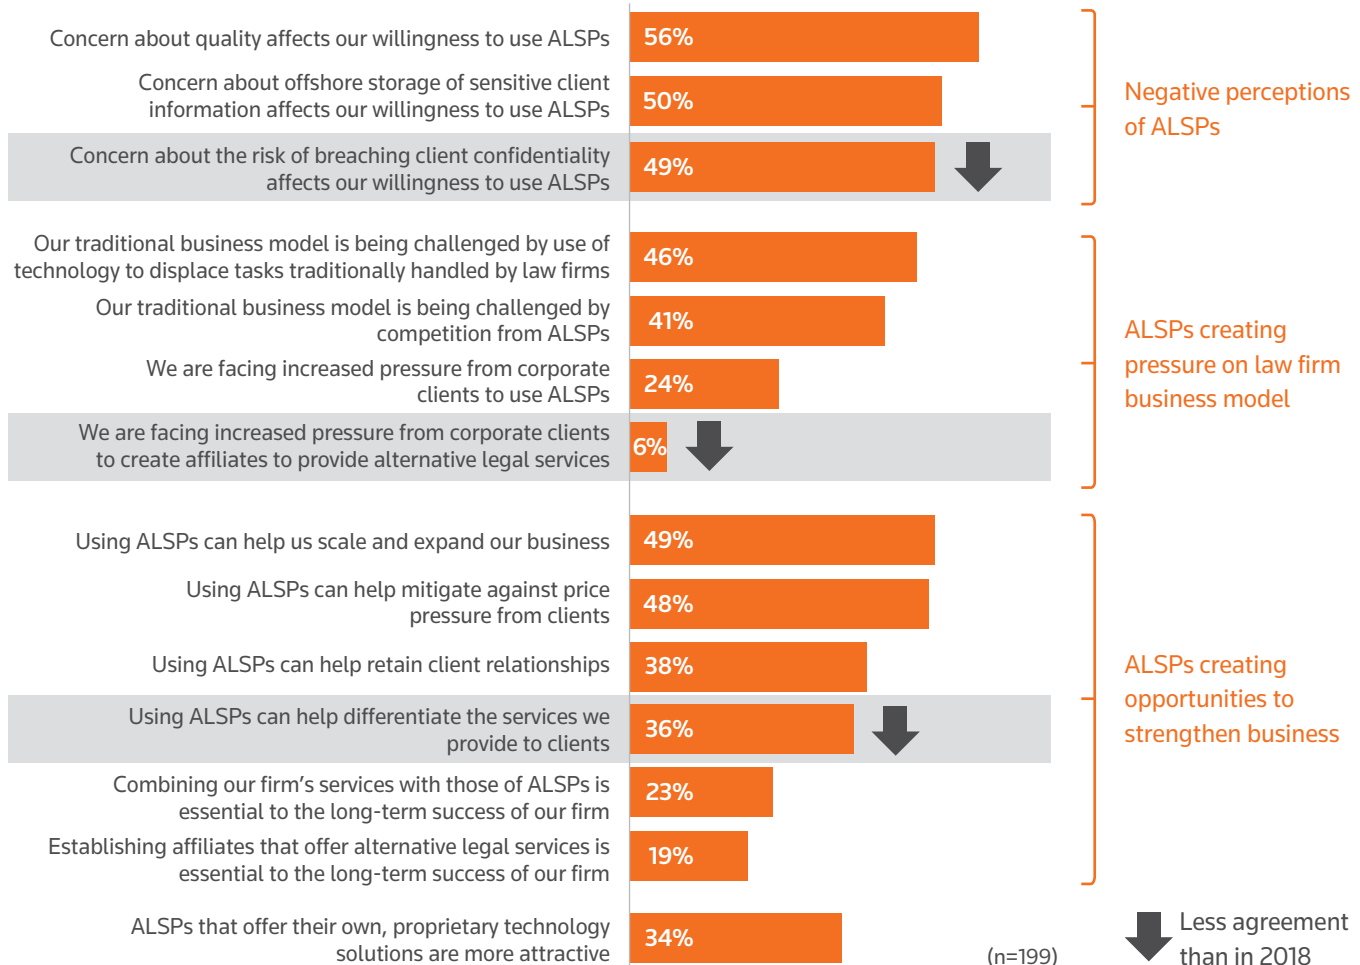 Concern about quality affects our willingness to use ALSPs
56%
Concern about offshore storage of sensitive client
information affects our willingness to use ALSPs
50%
Concern about the risk of breaching client confidentiality
affects our willingness to use ALSPs
49%
Negative perceptions
of ALSPs
Our traditional business model is being challenged by use of
technology to displace tasks traditionally handled by law firms
46%
Our traditional business model is being challenged by
competition from ALSPs
41%
We are facing increased pressure from corporate
clients to use ALSPs
24%
We are facing increased pressure from corporate clients
to create affiliates to provide alternative legal services
6%
ALSPs creating
pressure on law firm
business model
Using ALSPs can help us scale and expand our business
49%
Using ALSPs can help mitigate against price
pressure from clients
48%
Using ALSPs can help retain client relationships
38%
Using ALSPs can help differentiate the services we
provide to clients
36%
Combining our firm's services with those of ALSPs is
essential to the long-term success of our firm
23%
Establishing affiliates that offer alternative legal services is
essential to the long-term success of our firm
19%
ALSPs creating
opportunities to
strengthen business
ALSPs that offer their own, proprietary technology
solutions are more attractive
34%
(n=199)
Less agreement
than in 2018